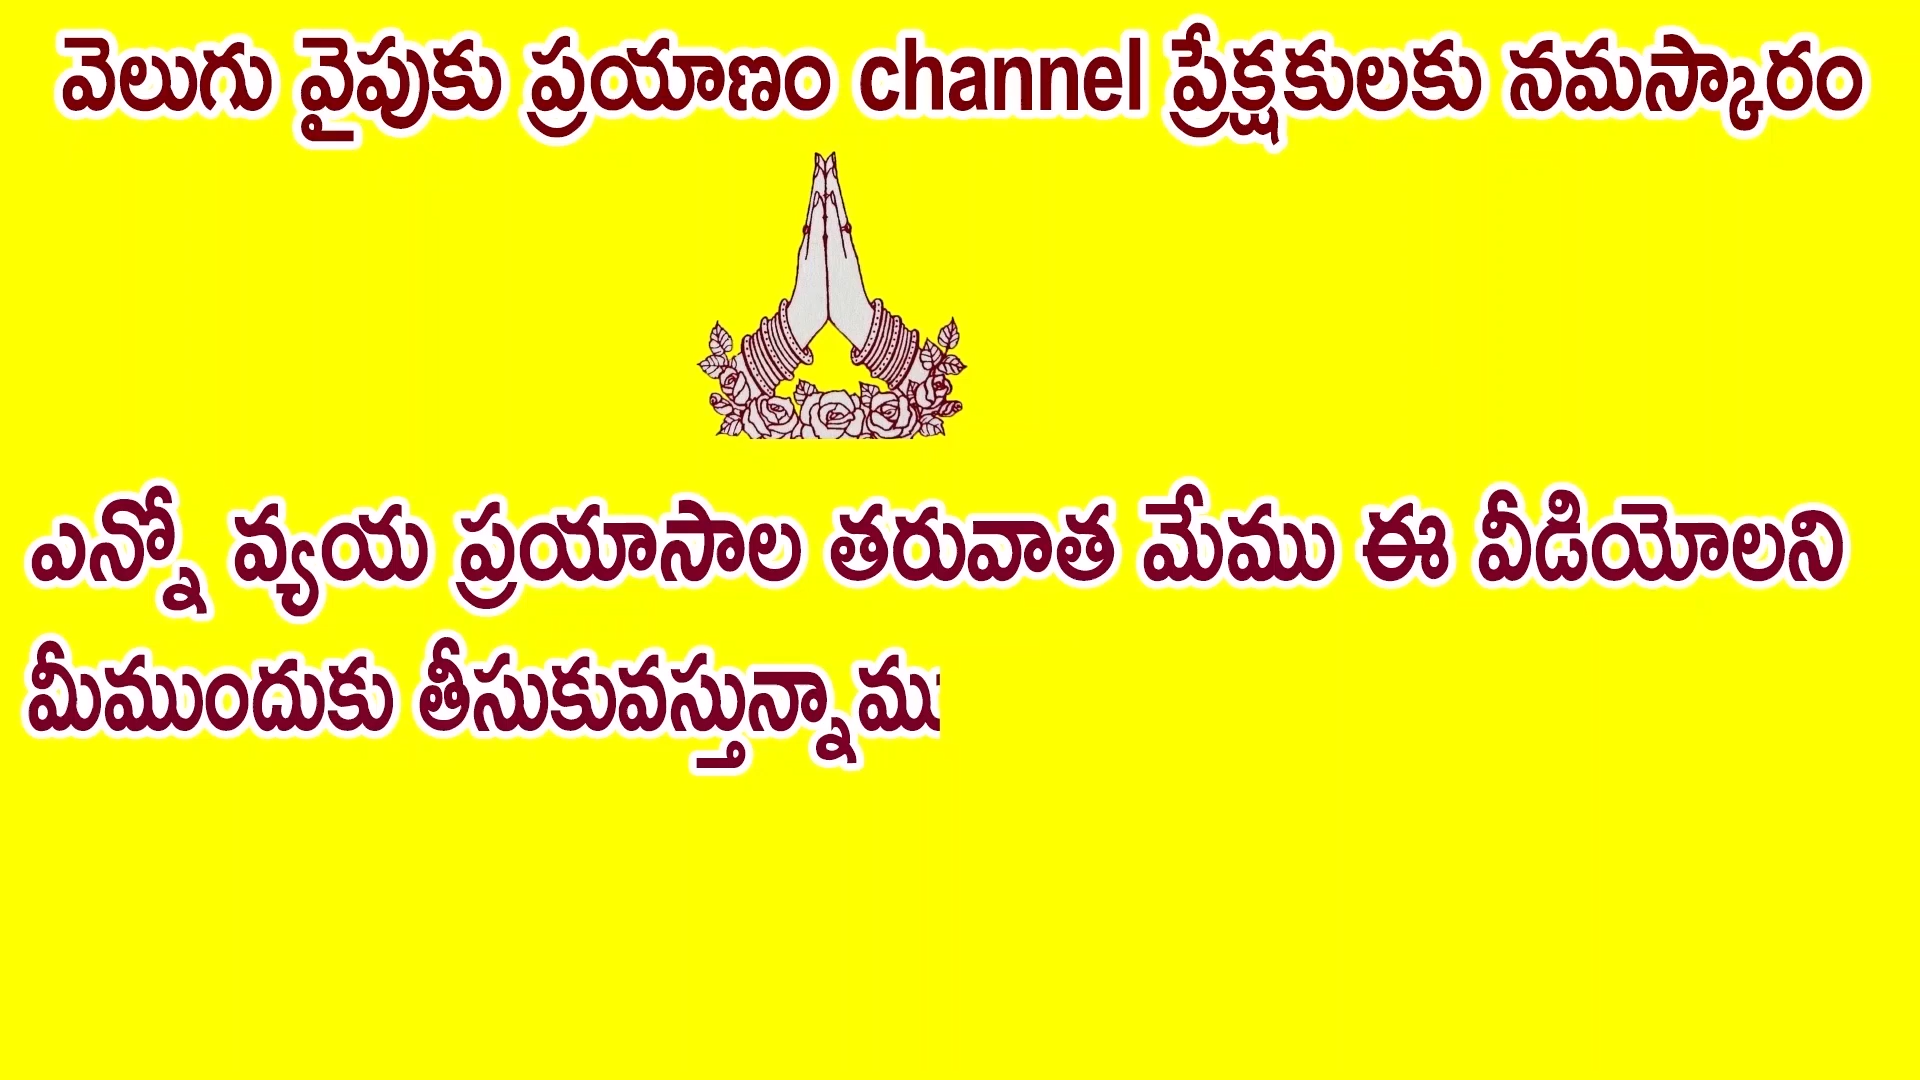 వెలుగు వైపుకు ప్రయాణం channel ప్రేక్షకులకు నమస్కారం
ఎన్నో వ్యయ ప్రయాసాల తరువాత మేము ఈ వీడియోలని
మీముందుకు తీసుకువస్తున్నాము